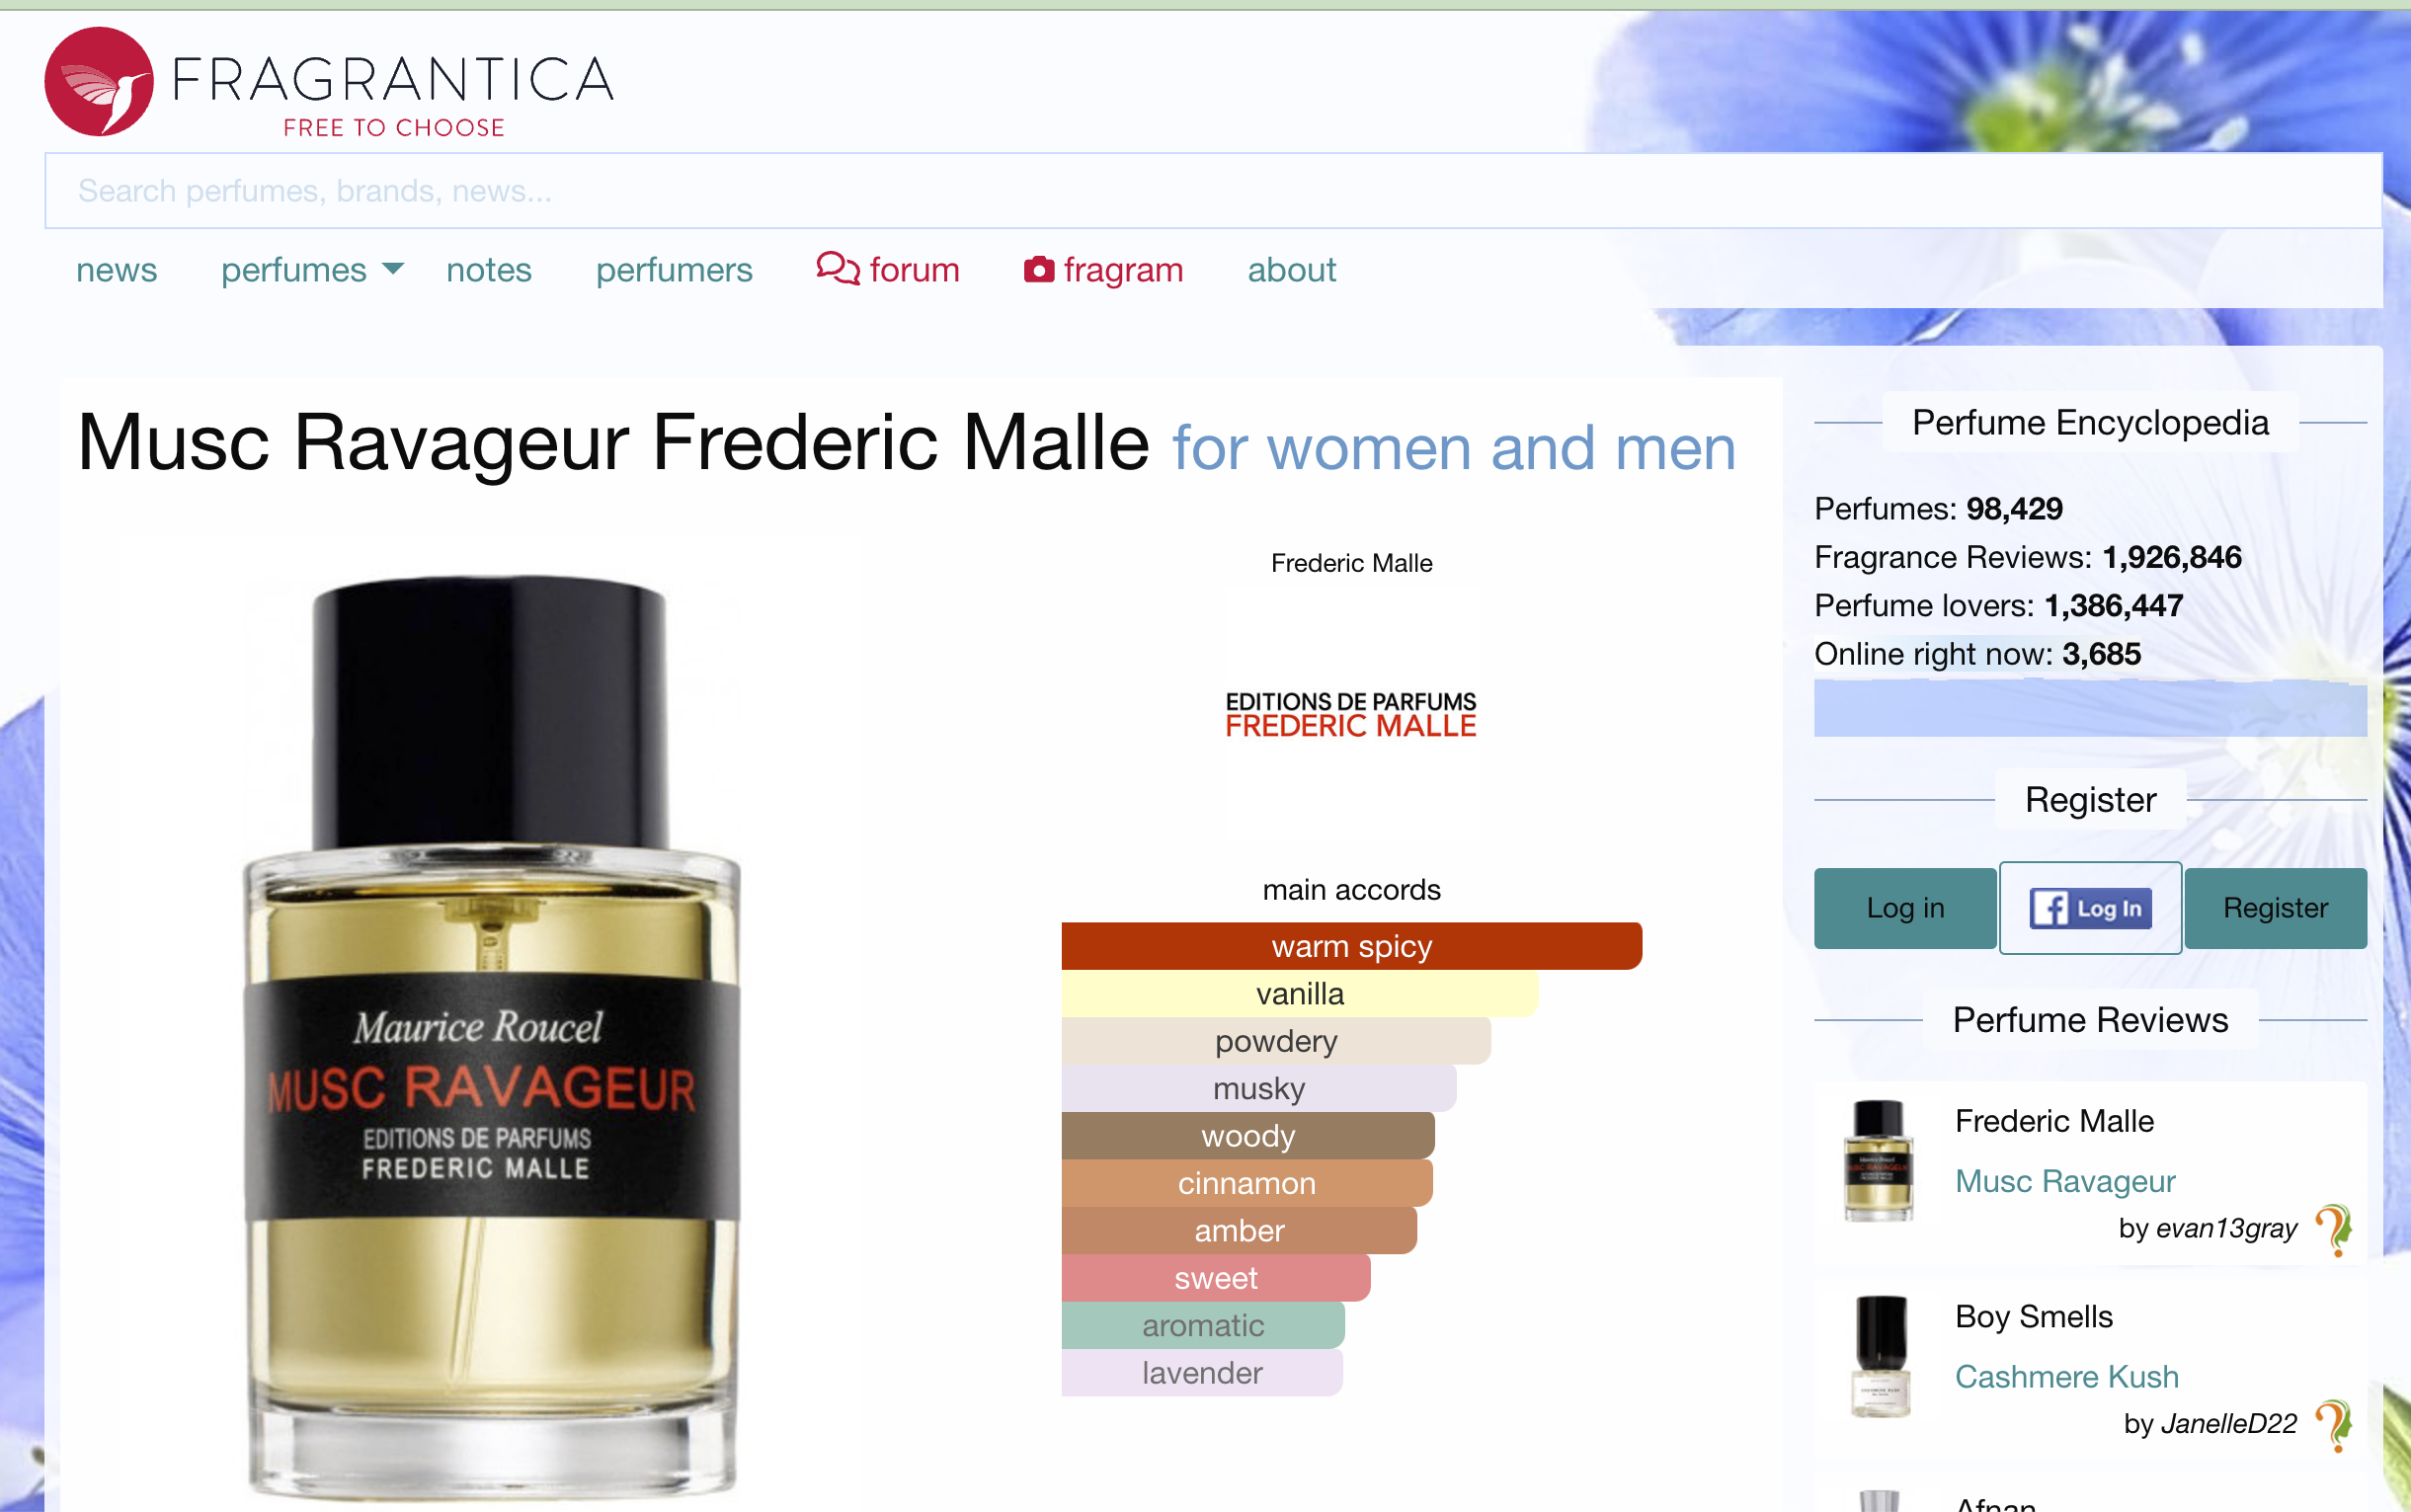 FRAGRANTICA
FREE TO CHOOSE
Search perfumes, brands, news...
news perfumes notes perfumers forum fragram about
Musc Ravageur Frederic Malle for women and men
Frederic Malle
EDITIONS DE PARFUMS
FREDERIC MALLE
Maurice Roucel
MUSC RAVAGEUR
EDITIONS DE PARFUMS
FREDERIC MALLE
main accords
warm spicy
vanilla
powdery
musky
woody
cinnamon
amber
sweet
aromatic
lavender
Perfume Encyclopedia
Perfumes: 98,429
Fragrance Reviews: 1,926,846
Perfume lovers: 1,386,447
Online right now: 3,685
Register
Log in
Log In
Register
Perfume Reviews
Frederic Malle
Musc Ravageur
by evan13gray
Boy Smells
Cashmere Kush
by JanelleD22
Afnan